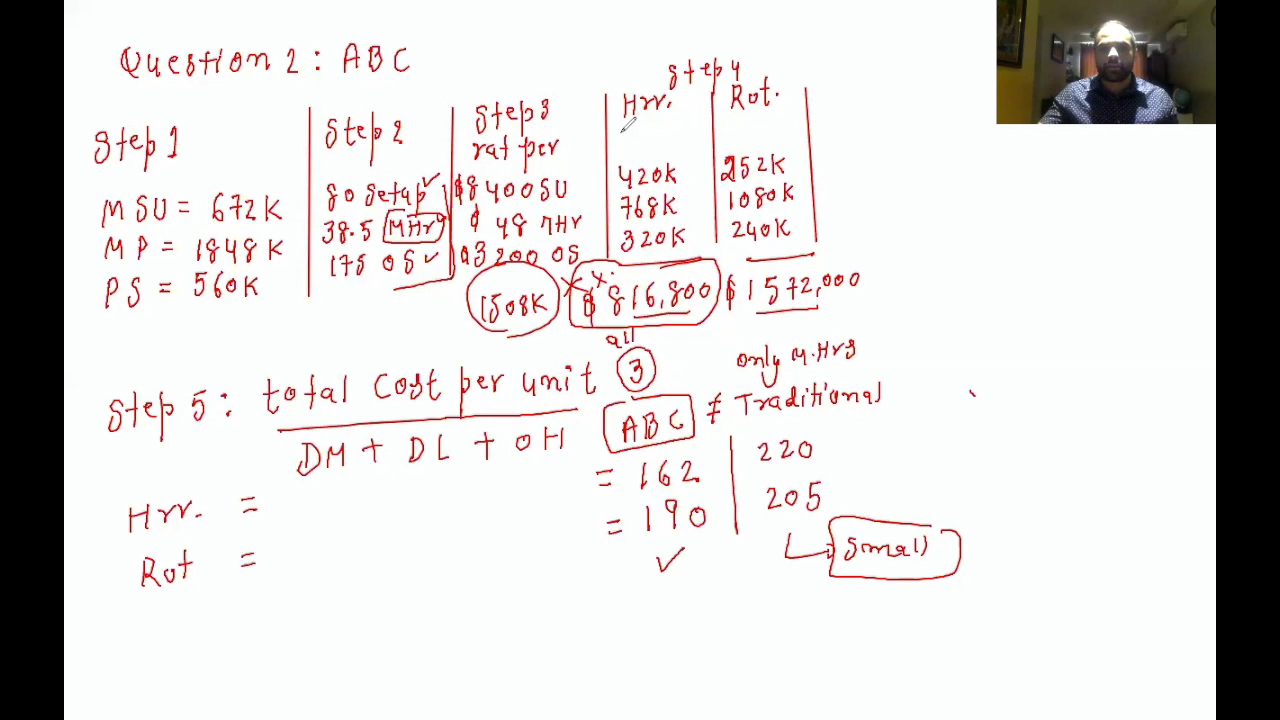 Question 2: ABC
Step 4
Step 1
Step 2
Step 3
Hrr.
Rot.
rat per
MSU = 672K
80 setup ✓
$8400 SU
420K
252K
MP = 1848K
38.5 MHr
$ 48 MHr
768K
1080K
PS = 560K
175 OS ✓
$3200 OS
320K
240K
1508K
$816,800
$1572,000
all
Step 5: total cost per unit
3
only M.Hrs
DM + DL + OH
ABC ≠ Traditional
Hrr. =
= 162
220
Rot =
= 190
205
✓
small